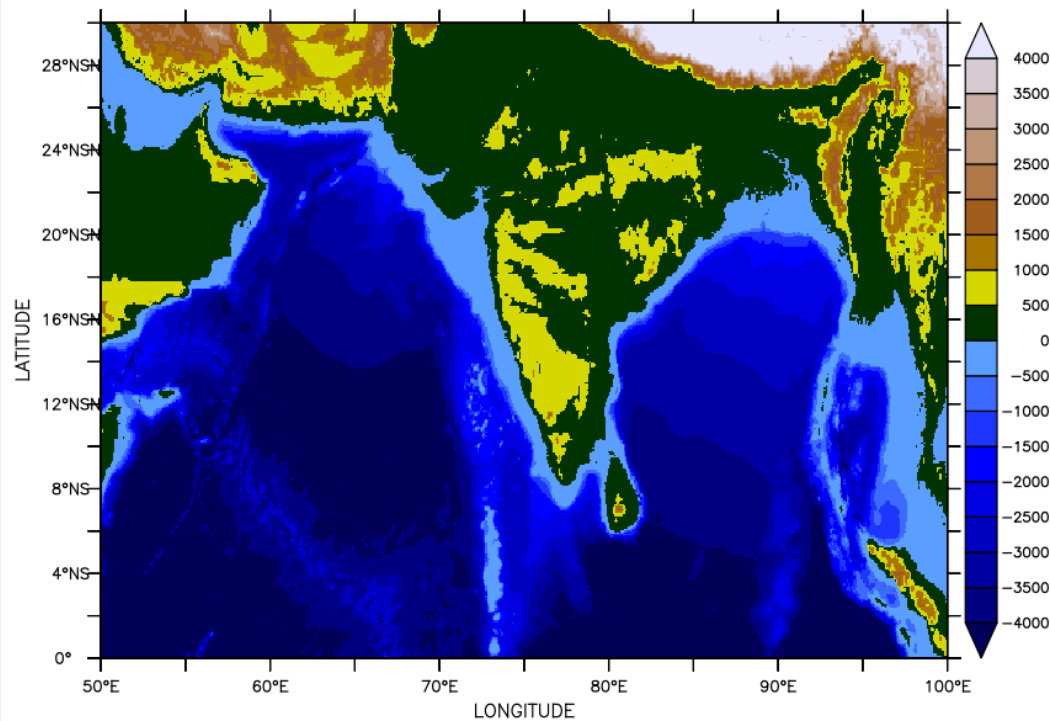 LATITUDE
28°NSN
24°NSN
20°NSN
16°NSN
12°NSN
8°NS
4°NS
0°
50°E
60°E
70°E
80°E
90°E
100°E
LONGITUDE
4000
3500
3000
2500
2000
1500
1000
500
0
−500
−1000
−1500
−2000
−2500
−3000
−3500
−4000